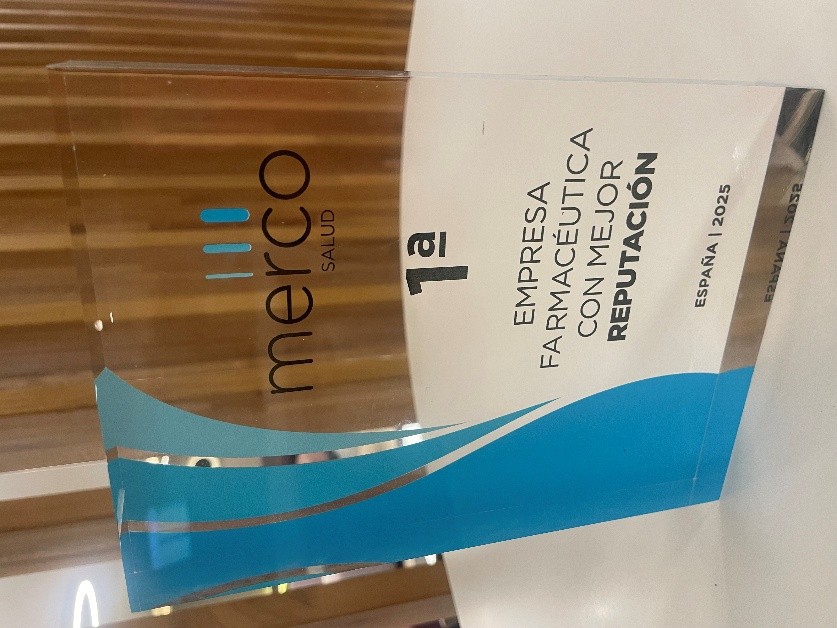 merco
SALUD
1ª
EMPRESA
FARMACÉUTICA
CON MEJOR
REPUTACIÓN
ESPAÑA | 2025